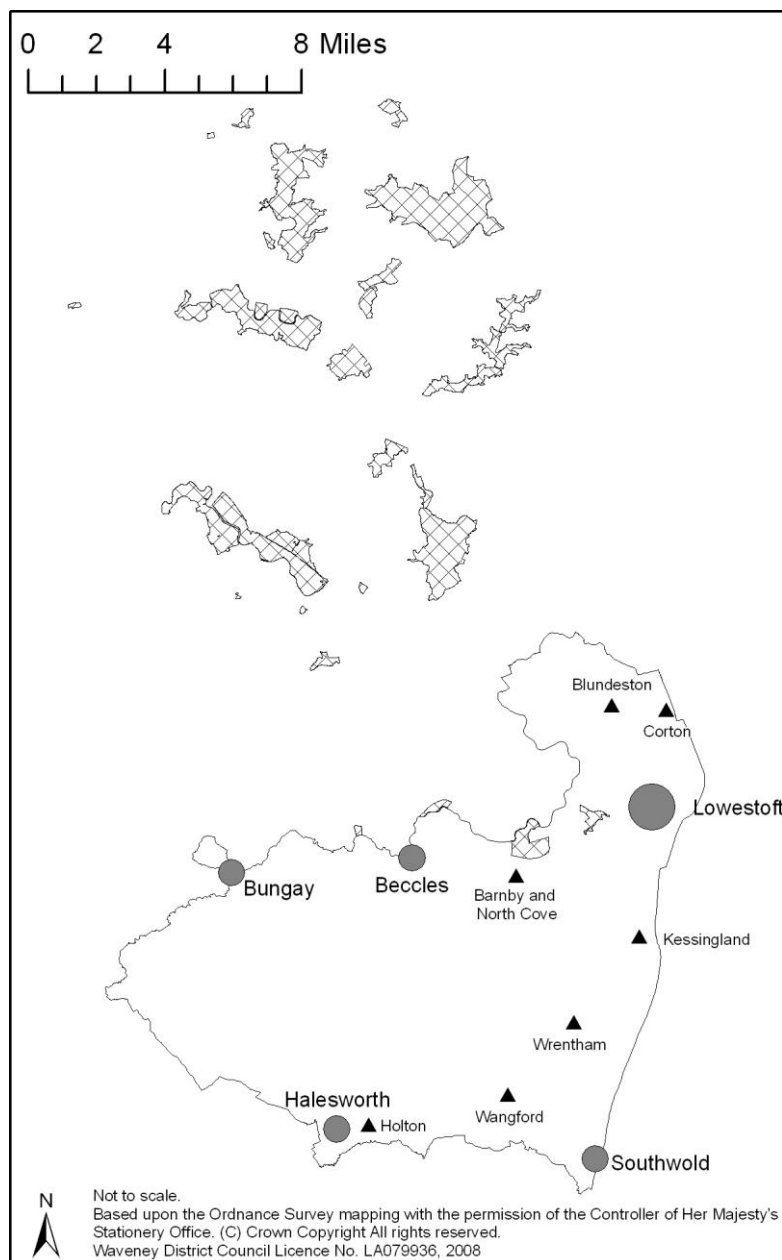 0 2 4 8 Miles
Blundeston
Corton
Lowestoft
Bungay
Beccles
Barnby and
North Cove
Kessingland
Wrentham
Halesworth
Wangford
Holton
Southwold
N
Not to scale.
Based upon the Ordnance Survey mapping with the permission of the Controller of Her Majesty's
Stationery Office. (C) Crown Copyright All rights reserved.
Waveney District Council Licence No. LA079936, 2008